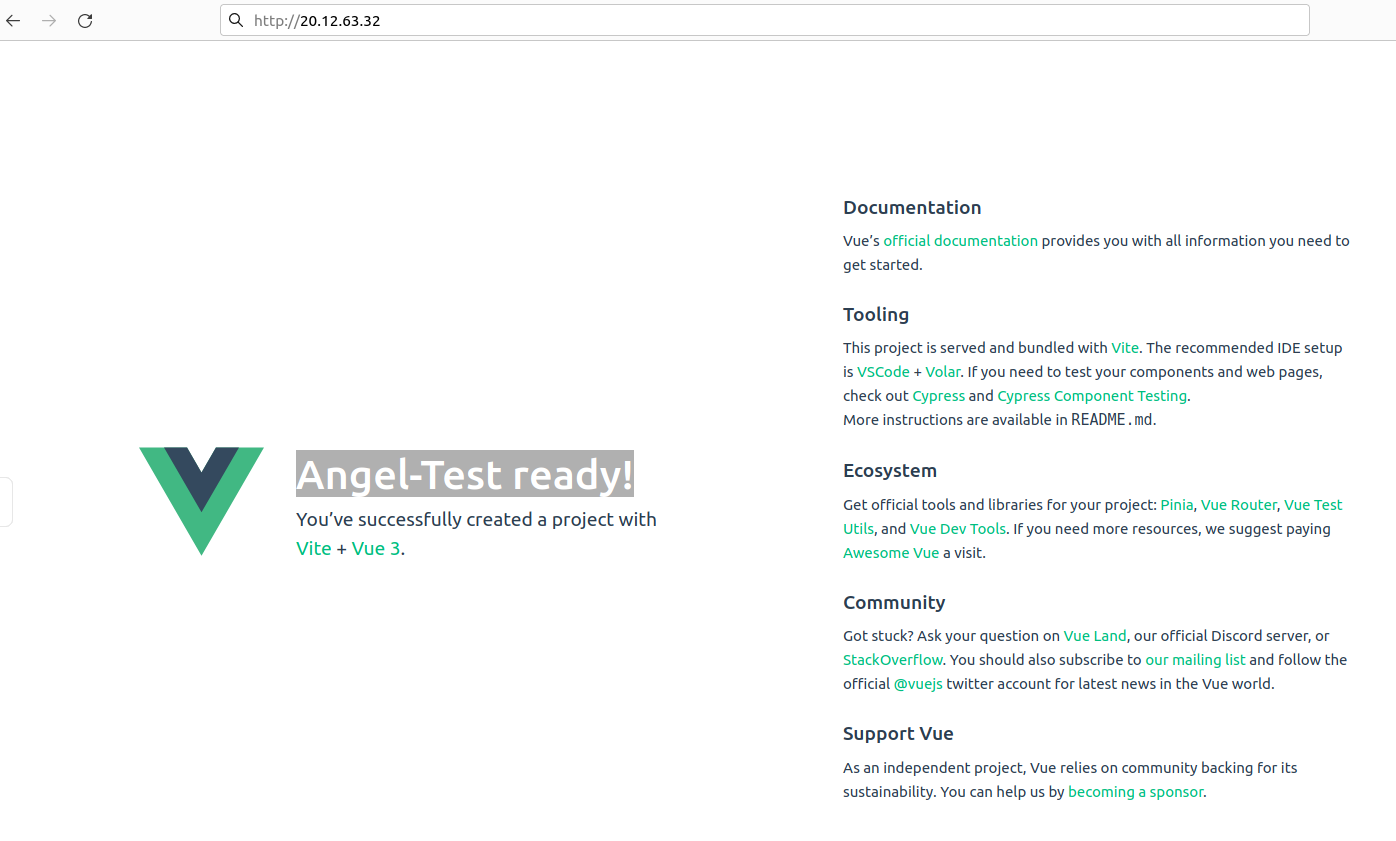 http://20.12.63.32
Angel-Test ready!
You’ve successfully created a project with
Vite + Vue 3.
Documentation
Vue’s official documentation provides you with all information you need to
get started.
Tooling
This project is served and bundled with Vite. The recommended IDE setup
is VSCode + Volar. If you need to test your components and web pages,
check out Cypress and Cypress Component Testing.
More instructions are available in README.md.
Ecosystem
Get official tools and libraries for your project: Pinia, Vue Router, Vue Test
Utils, and Vue Dev Tools. If you need more resources, we suggest paying
Awesome Vue a visit.
Community
Got stuck? Ask your question on Vue Land, our official Discord server, or
StackOverflow. You should also subscribe to our mailing list and follow the
official @vuejs twitter account for latest news in the Vue world.
Support Vue
As an independent project, Vue relies on community backing for its
sustainability. You can help us by becoming a sponsor.